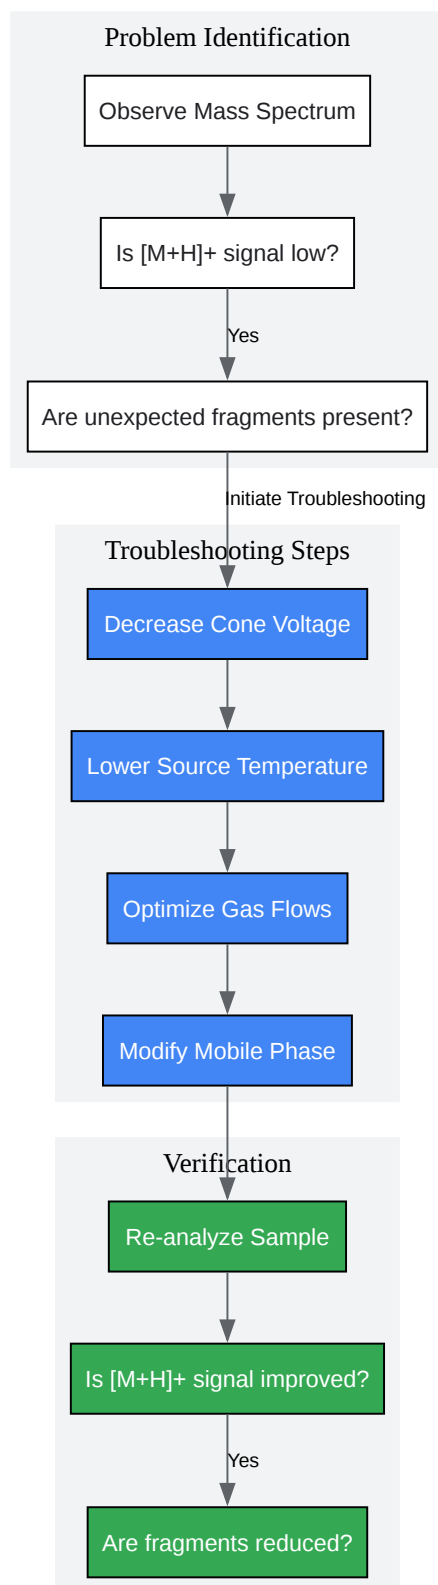 Problem Identification
Observe Mass Spectrum
Is [M+H]+ signal low?
Yes
Are unexpected fragments present?
Initiate Troubleshooting
Troubleshooting Steps
Decrease Cone Voltage
Lower Source Temperature
Optimize Gas Flows
Modify Mobile Phase
Verification
Re-analyze Sample
Is [M+H]+ signal improved?
Yes
Are fragments reduced?